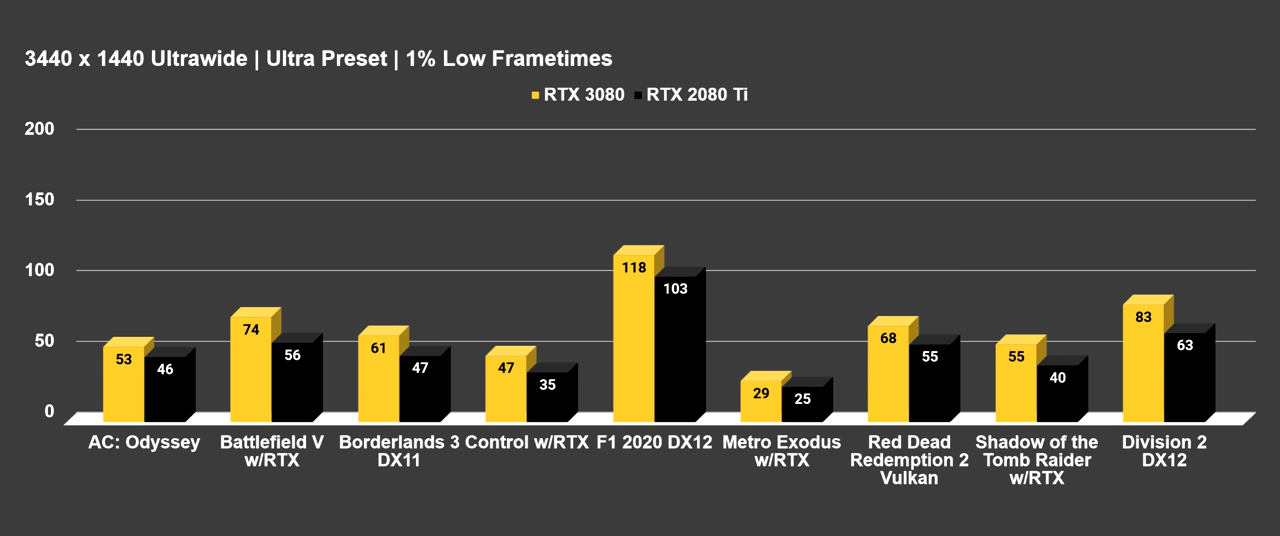 3440 x 1440 Ultrawide | Ultra Preset | 1% Low Frametimes
RTX 3080 RTX 2080 Ti
200
150
100
50
0
53 46 74 56 61 47 47 35 118 103 29 25 68 55 55 40 83 63
AC: Odyssey
Battlefield V
w/RTX
Borderlands 3
DX11
Control w/RTX
F1 2020 DX12
Metro Exodus
w/RTX
Red Dead
Redemption 2
Vulkan
Shadow of the
Tomb Raider
w/RTX
Division 2
DX12